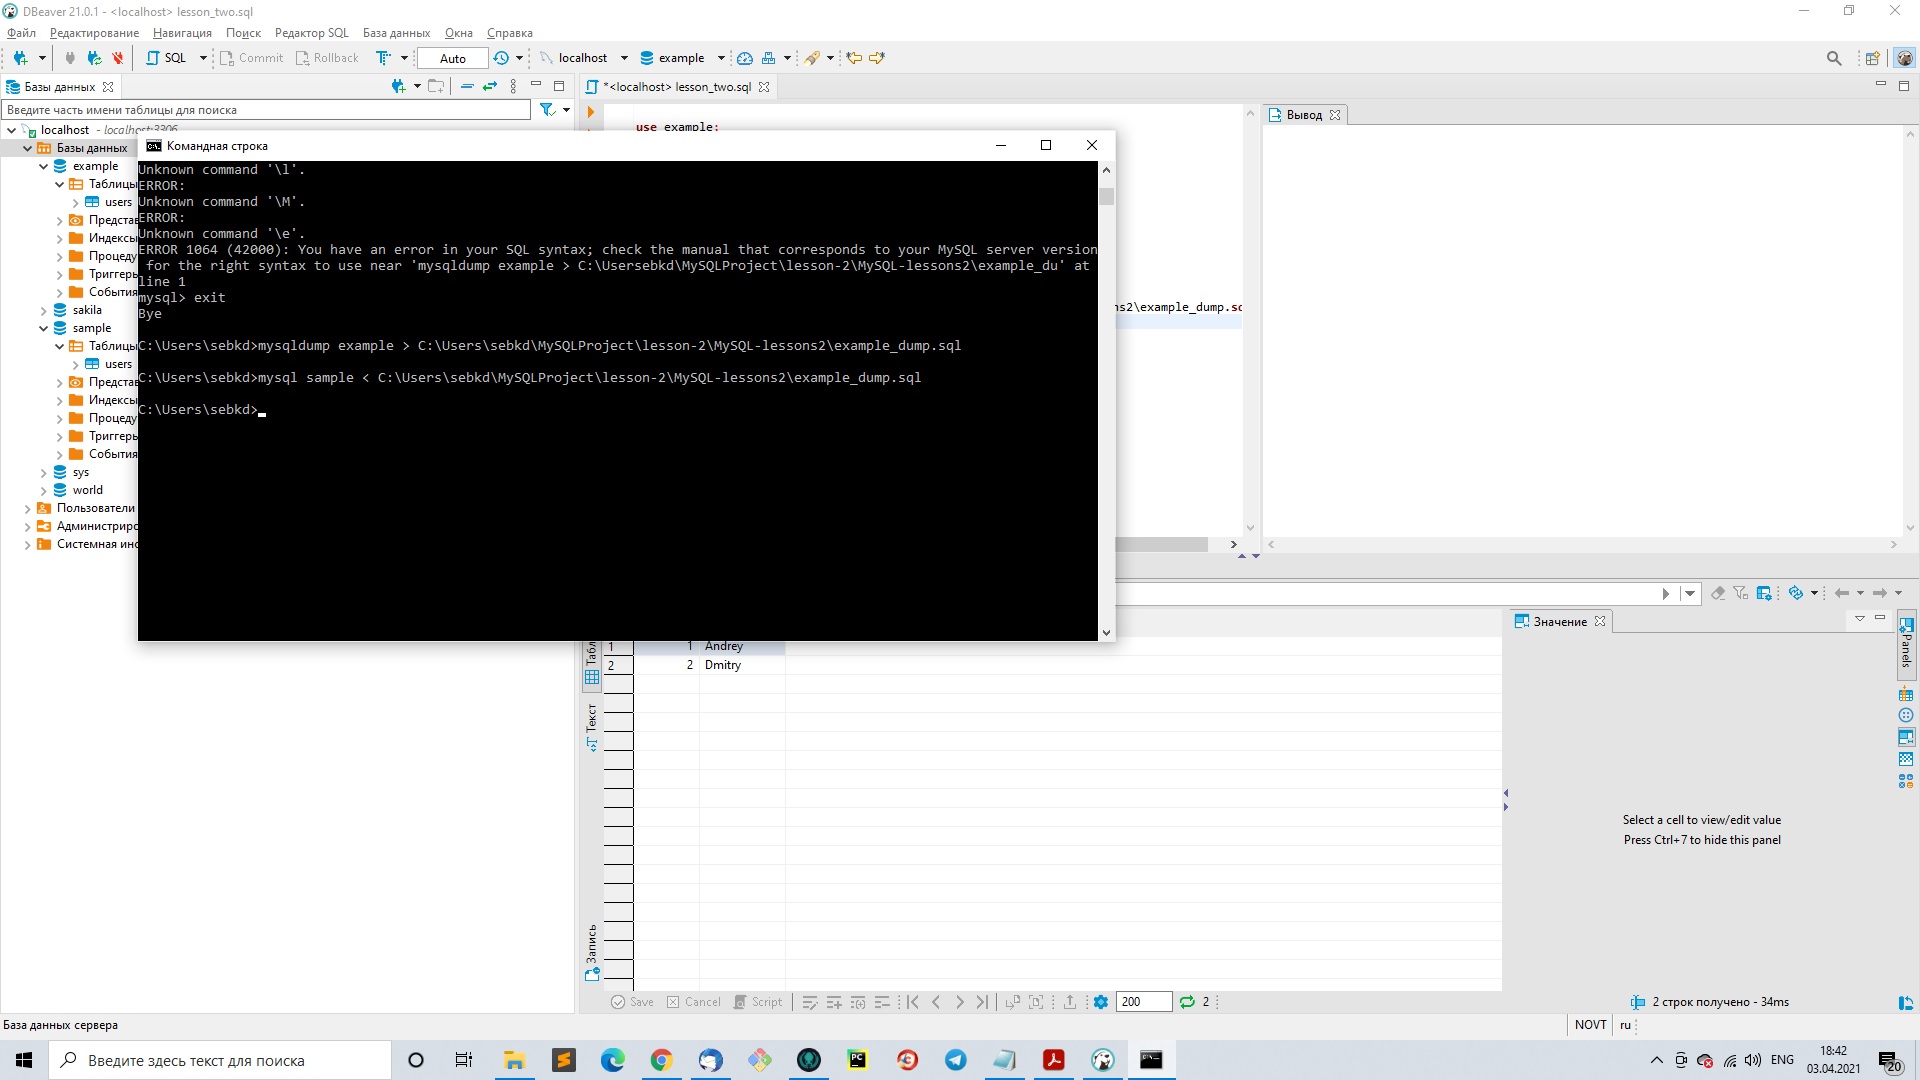 DBeaver 21.0.1 - <localhost> lesson_two.sql
Файл Редактирование Навигация Поиск Редактор SQL База данных Окна Справка
SQL Commit Rollback Auto localhost example
Базы данных
*<localhost> lesson_two.sql
Введите часть имени таблицы для поиска
use example;
Вывод
localhost - localhost:3306
Базы данных
example
Таблицы
users
Представ
Индексы
Процеду
Триггеры
События
sakila
sample
Таблицы
users
Представ
Индексы
Процеду
Триггеры
События
sys
world
Пользователи
Администриро
Системная инф
Командная строка
Unknown command '\l'.
ERROR:
Unknown command '\M'.
ERROR:
Unknown command '\e'.
ERROR 1064 (42000): You have an error in your SQL syntax; check the manual that corresponds to your MySQL server version
for the right syntax to use near 'mysqldump example > C:\Usersebkd\MySQLProject\lesson-2\MySQL-lessons2\example_du' at
line 1
mysql> exit
Bye
C:\Users\sebkd>mysqldump example > C:\Users\sebkd\MySQLProject\lesson-2\MySQL-lessons2\example_dump.sql
C:\Users\sebkd>mysql sample < C:\Users\sebkd\MySQLProject\lesson-2\MySQL-lessons2\example_dump.sql
C:\Users\sebkd>
ns2\example_dump.sq
Значение
Panels
Табл
1 1 Andrey
2 2 Dmitry
Текст
Запись
Select a cell to view/edit value
Press Ctrl+7 to hide this panel
Save Cancel Script 200 2
2 строк получено - 34ms
База данных сервера
NOVT ru
Введите здесь текст для поиска
ENG
18:42
03.04.2021
20